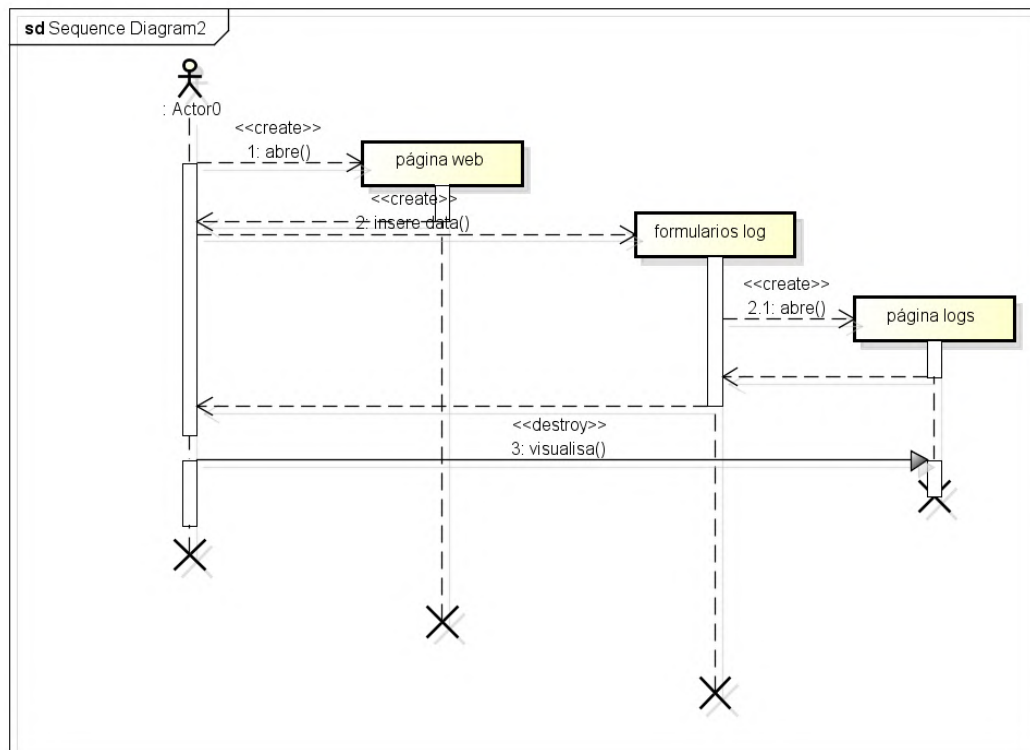 sd Sequence Diagram2
: Actor0
<<create>>
1: abre()
página web
<<create>>
2: insere data()
formularios log
<<create>>
2.1: abre()
página logs
<<destroy>>
3: visualisa()